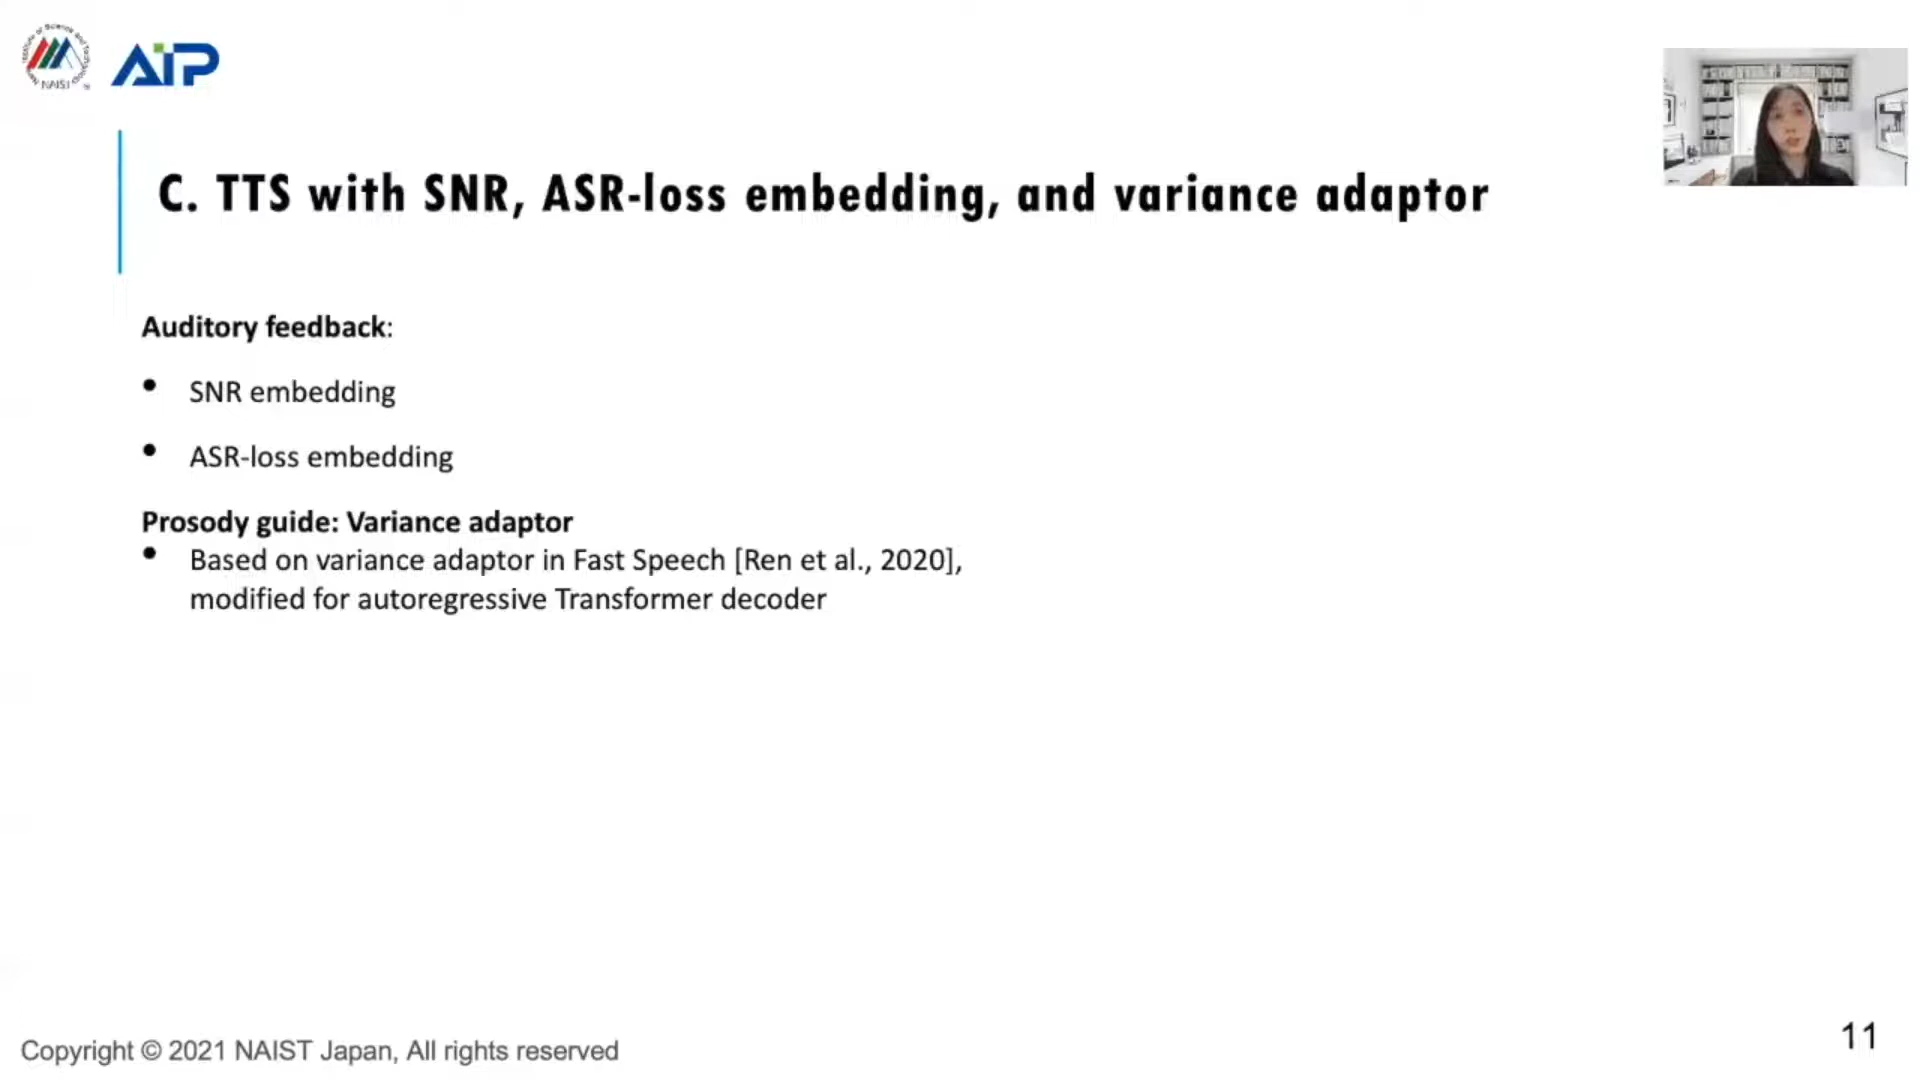 NAIST
AIP
C. TTS with SNR, ASR-loss embedding, and variance adaptor
Auditory feedback:
• SNR embedding
• ASR-loss embedding
Prosody guide: Variance adaptor
• Based on variance adaptor in Fast Speech [Ren et al., 2020],
modified for autoregressive Transformer decoder
Copyright © 2021 NAIST Japan, All rights reserved
11